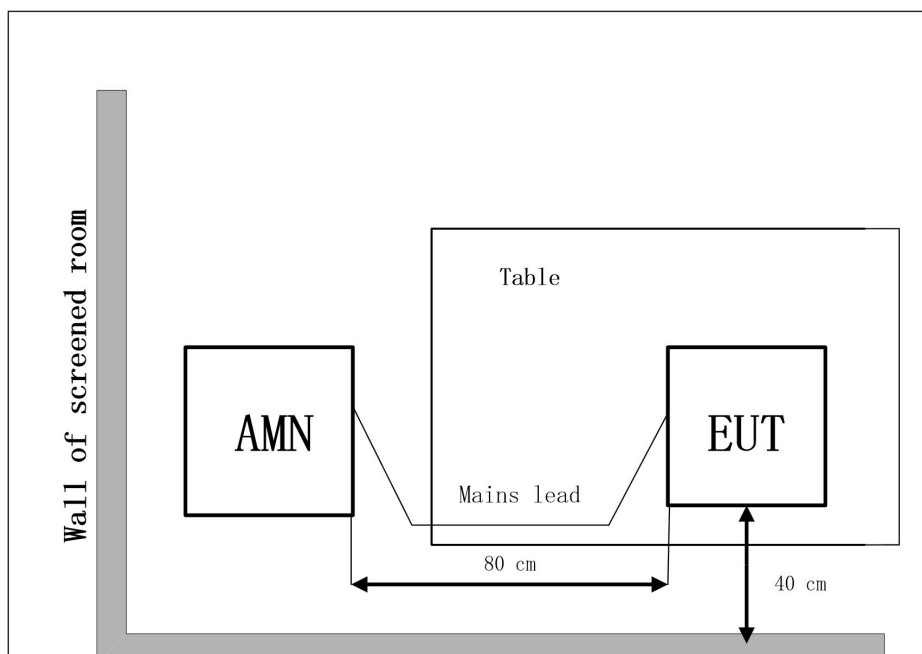 Wall of screened room
Table
AMN
EUT
Mains lead
80 cm
40 cm